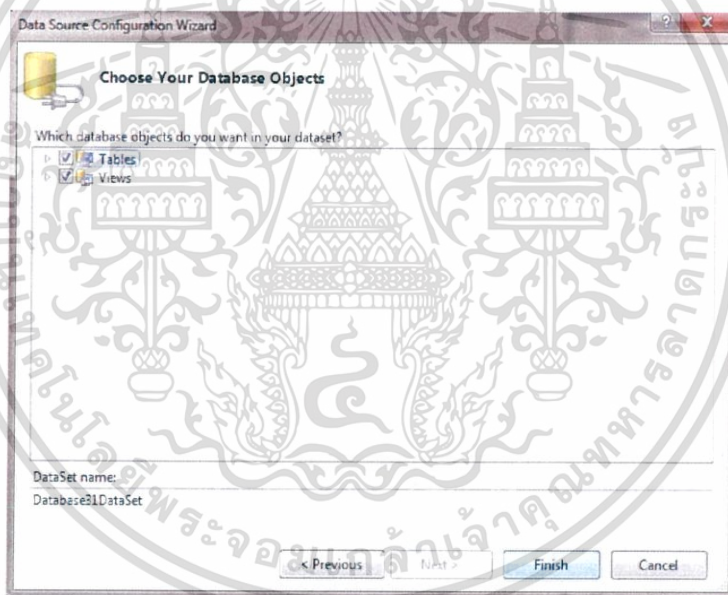 Data Source Configuration Wizard
Choose Your Database Objects
Which database objects do you want in your dataset?
Tables
Views
DataSet name:
Database31DataSet
< Previous
Next >
Finish
Cancel